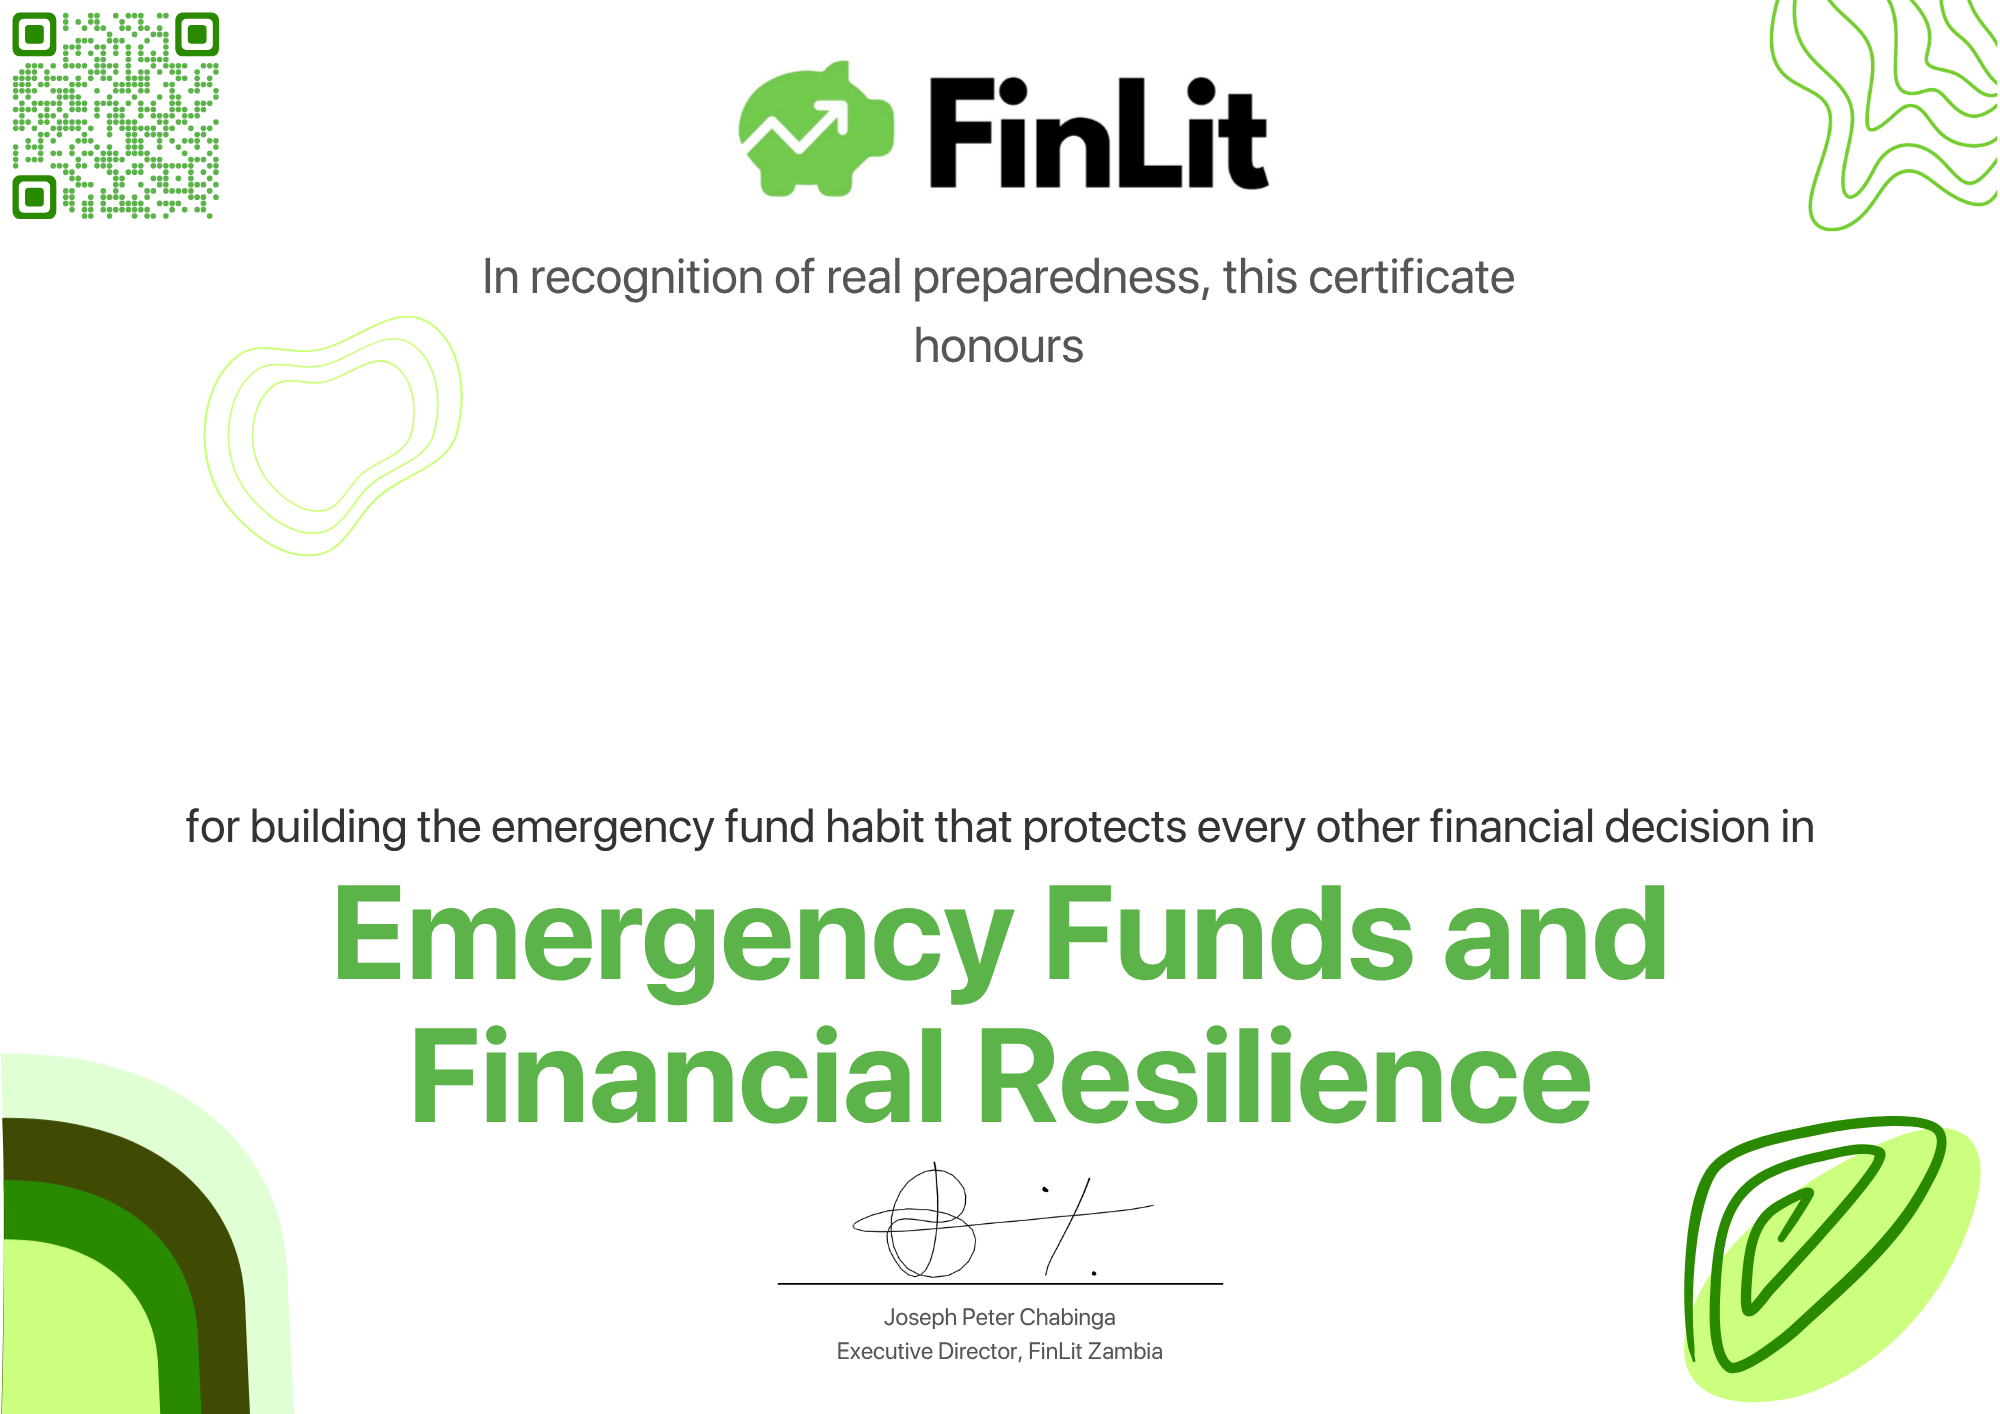 FinLit
In recognition of real preparedness, this certificate
honours
for building the emergency fund habit that protects every other financial decision in
Emergency Funds and
Financial Resilience
Joseph Peter Chabinga
Executive Director, FinLit Zambia